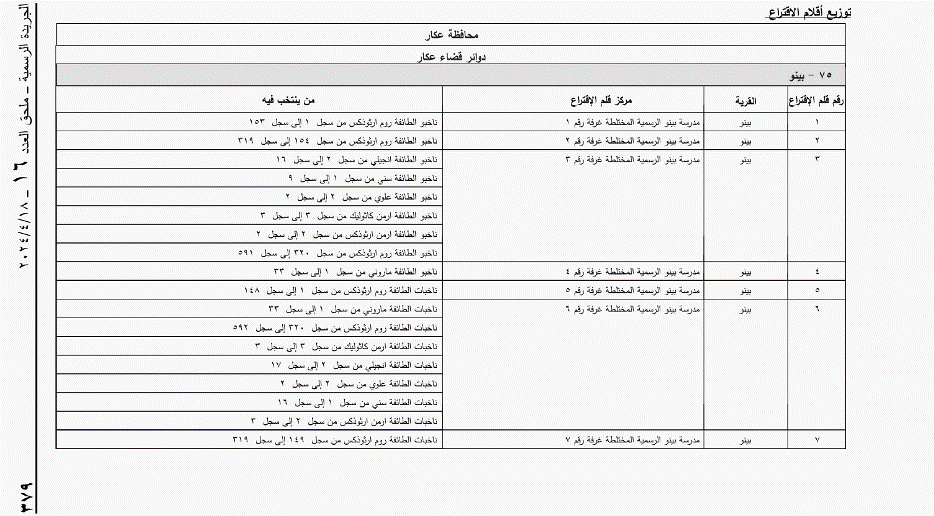 توزيع أقلام الاقتراع
محافظة عكار
دوائر قضاء عكار
٧٥ - بينو
رقم قلم الإقتراع القرية مركز قلم الإقتراع من ينتخب فيه
١ بينو مدرسة بينو الرسمية المختلطة غرفة رقم ١ ناخبو الطائفة روم ارثوذكس من سجل ١ إلى سجل ١٥٣
٢ بينو مدرسة بينو الرسمية المختلطة غرفة رقم ٢ ناخبو الطائفة روم ارثوذكس من سجل ١٥٤ إلى سجل ٣١٩
٣ بينو مدرسة بينو الرسمية المختلطة غرفة رقم ٣ ناخبو الطائفة انجيلي من سجل ٢ إلى سجل ١٦
ناخبو الطائفة سني من سجل ١ إلى سجل ٩
ناخبو الطائفة علوي من سجل ٢ إلى سجل ٢
ناخبو الطائفة ارمن كاثوليك من سجل ٣ إلى سجل ٣
ناخبو الطائفة ارمن ارثوذكس من سجل ٢ إلى سجل ٢
ناخبو الطائفة روم ارثوذكس من سجل ٣٢٠ إلى سجل ٥٩١
٤ بينو مدرسة بينو الرسمية المختلطة غرفة رقم ٤ ناخبو الطائفة ماروني من سجل ١ إلى سجل ٣٣
٥ بينو مدرسة بينو الرسمية المختلطة غرفة رقم ٥ ناخبات الطائفة روم ارثوذكس من سجل ١ إلى سجل ١٤٨
٦ بينو مدرسة بينو الرسمية المختلطة غرفة رقم ٦ ناخبات الطائفة ماروني من سجل ١ إلى سجل ٣٣
ناخبات الطائفة روم ارثوذكس من سجل ٣٢٠ إلى سجل ٥٩٢
ناخبات الطائفة ارمن كاثوليك من سجل ٣ إلى سجل ٣
ناخبات الطائفة انجيلي من سجل ٢ إلى سجل ١٧
ناخبات الطائفة علوي من سجل ٢ إلى سجل ٢
ناخبات الطائفة سني من سجل ١ إلى سجل ١٦
ناخبات الطائفة ارمن ارثوذكس من سجل ٢ إلى سجل ٣
٧ بينو مدرسة بينو الرسمية المختلطة غرفة رقم ٧ ناخبات الطائفة روم ارثوذكس من سجل ١٤٩ إلى سجل ٣١٩
الجريدة الرسمية – ملحق العدد ١٦ – ٢٠٢٤/٤/١٨
٣٧٩